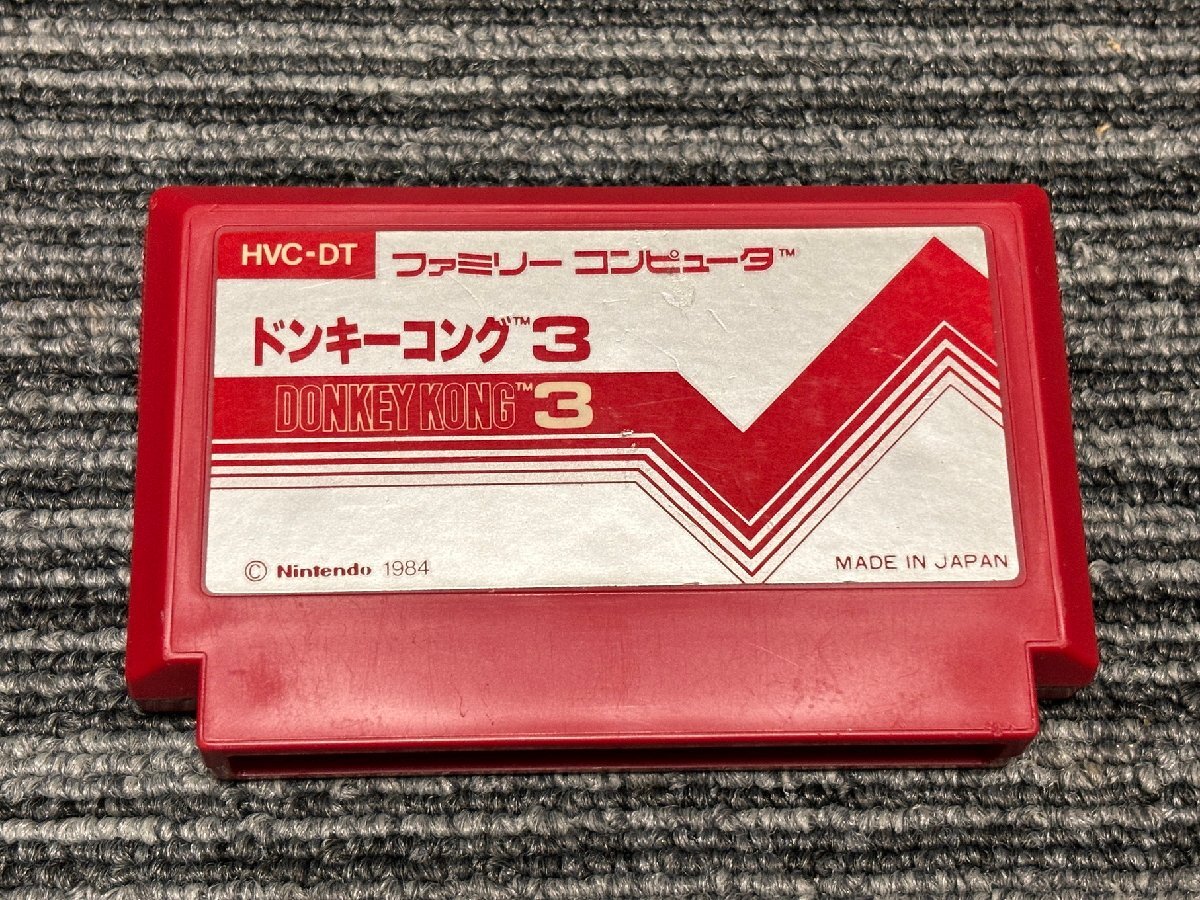 HVC-DT
ファミリー コンピュータ™
ドンキーコング™3
DONKEY KONG™3
© Nintendo 1984
MADE IN JAPAN